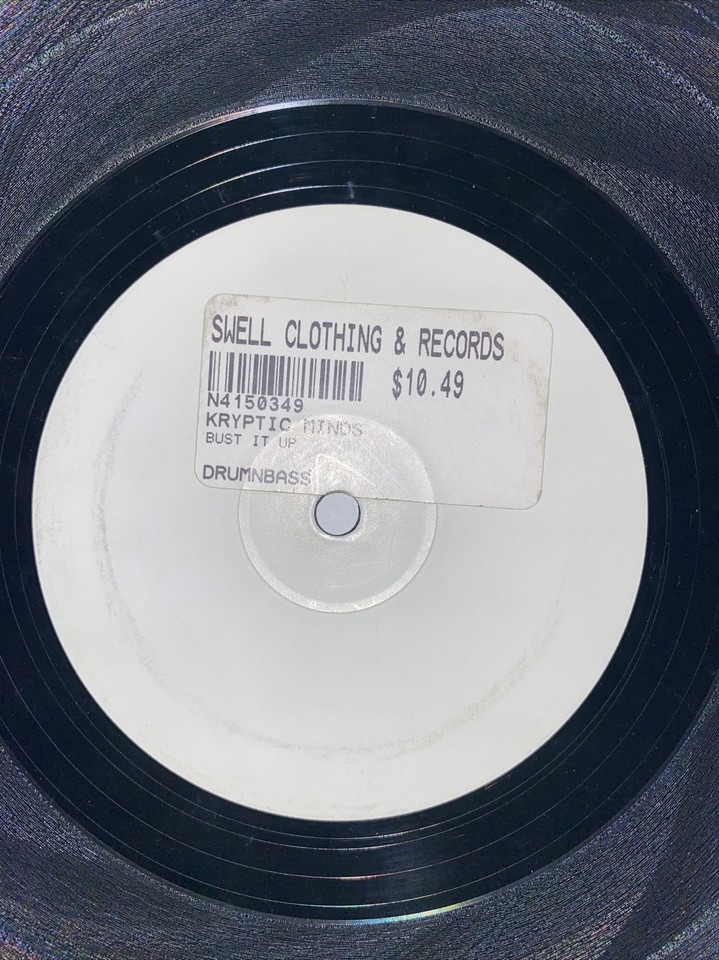 SWELL CLOTHING & RECORDS
$10.49
N4150349
KRYPTIC MINDS
BUST IT UP
DRUMNBASS